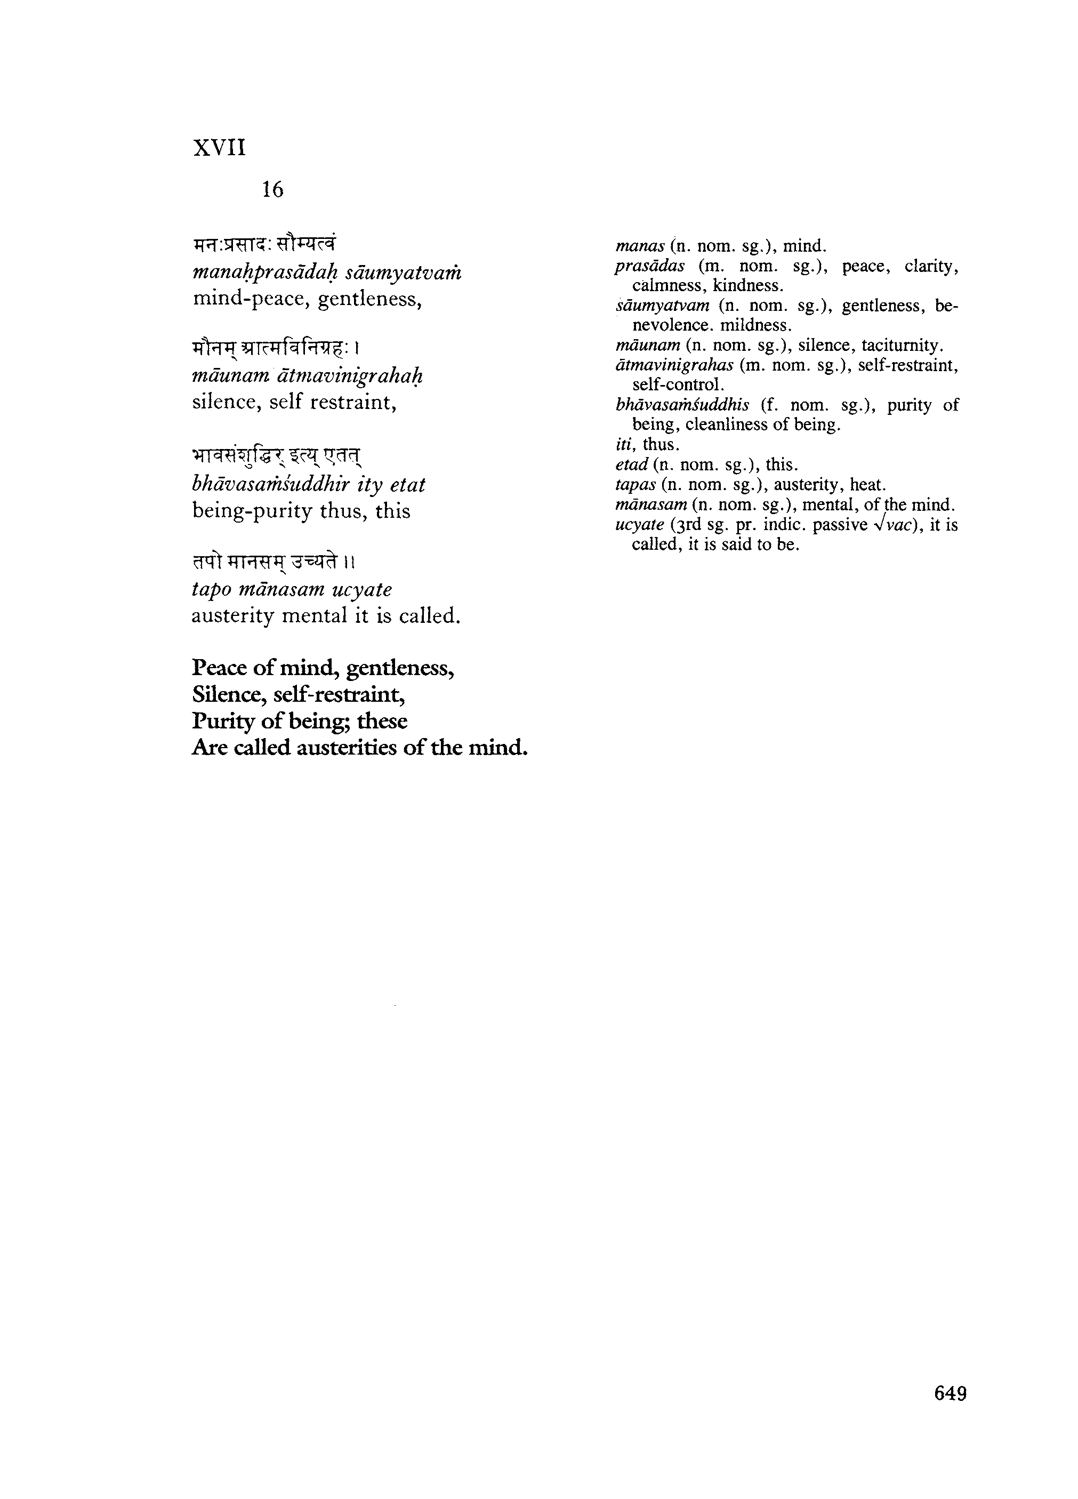 XVII
16
मनःप्रसादः सौम्यत्वं
manaḥprasādaḥ sāumyatvaṁ
mind-peace, gentleness,
मौनम् आत्मविनिग्रहः ।
māunam ātmavinigrahaḥ
silence, self restraint,
भावसंशुद्धिर् इत्य् एतत्
bhāvasaṁśuddhir ity etat
being-purity thus, this
तपो मानसम् उच्यते ॥
tapo mānasam ucyate
austerity mental it is called.
Peace of mind, gentleness,
Silence, self-restraint,
Purity of being; these
Are called austerities of the mind.
manas (n. nom. sg.), mind.
prasādas (m. nom. sg.), peace, clarity,
calmness, kindness.
sāumyatvam (n. nom. sg.), gentleness, be-
nevolence. mildness.
māunam (n. nom. sg.), silence, taciturnity.
ātmavinigrahas (m. nom. sg.), self-restraint,
self-control.
bhāvasaṁśuddhis (f. nom. sg.), purity of
being, cleanliness of being.
iti, thus.
etad (n. nom. sg.), this.
tapas (n. nom. sg.), austerity, heat.
mānasam (n. nom. sg.), mental, of the mind.
ucyate (3rd sg. pr. indic. passive √vac), it is
called, it is said to be.
649